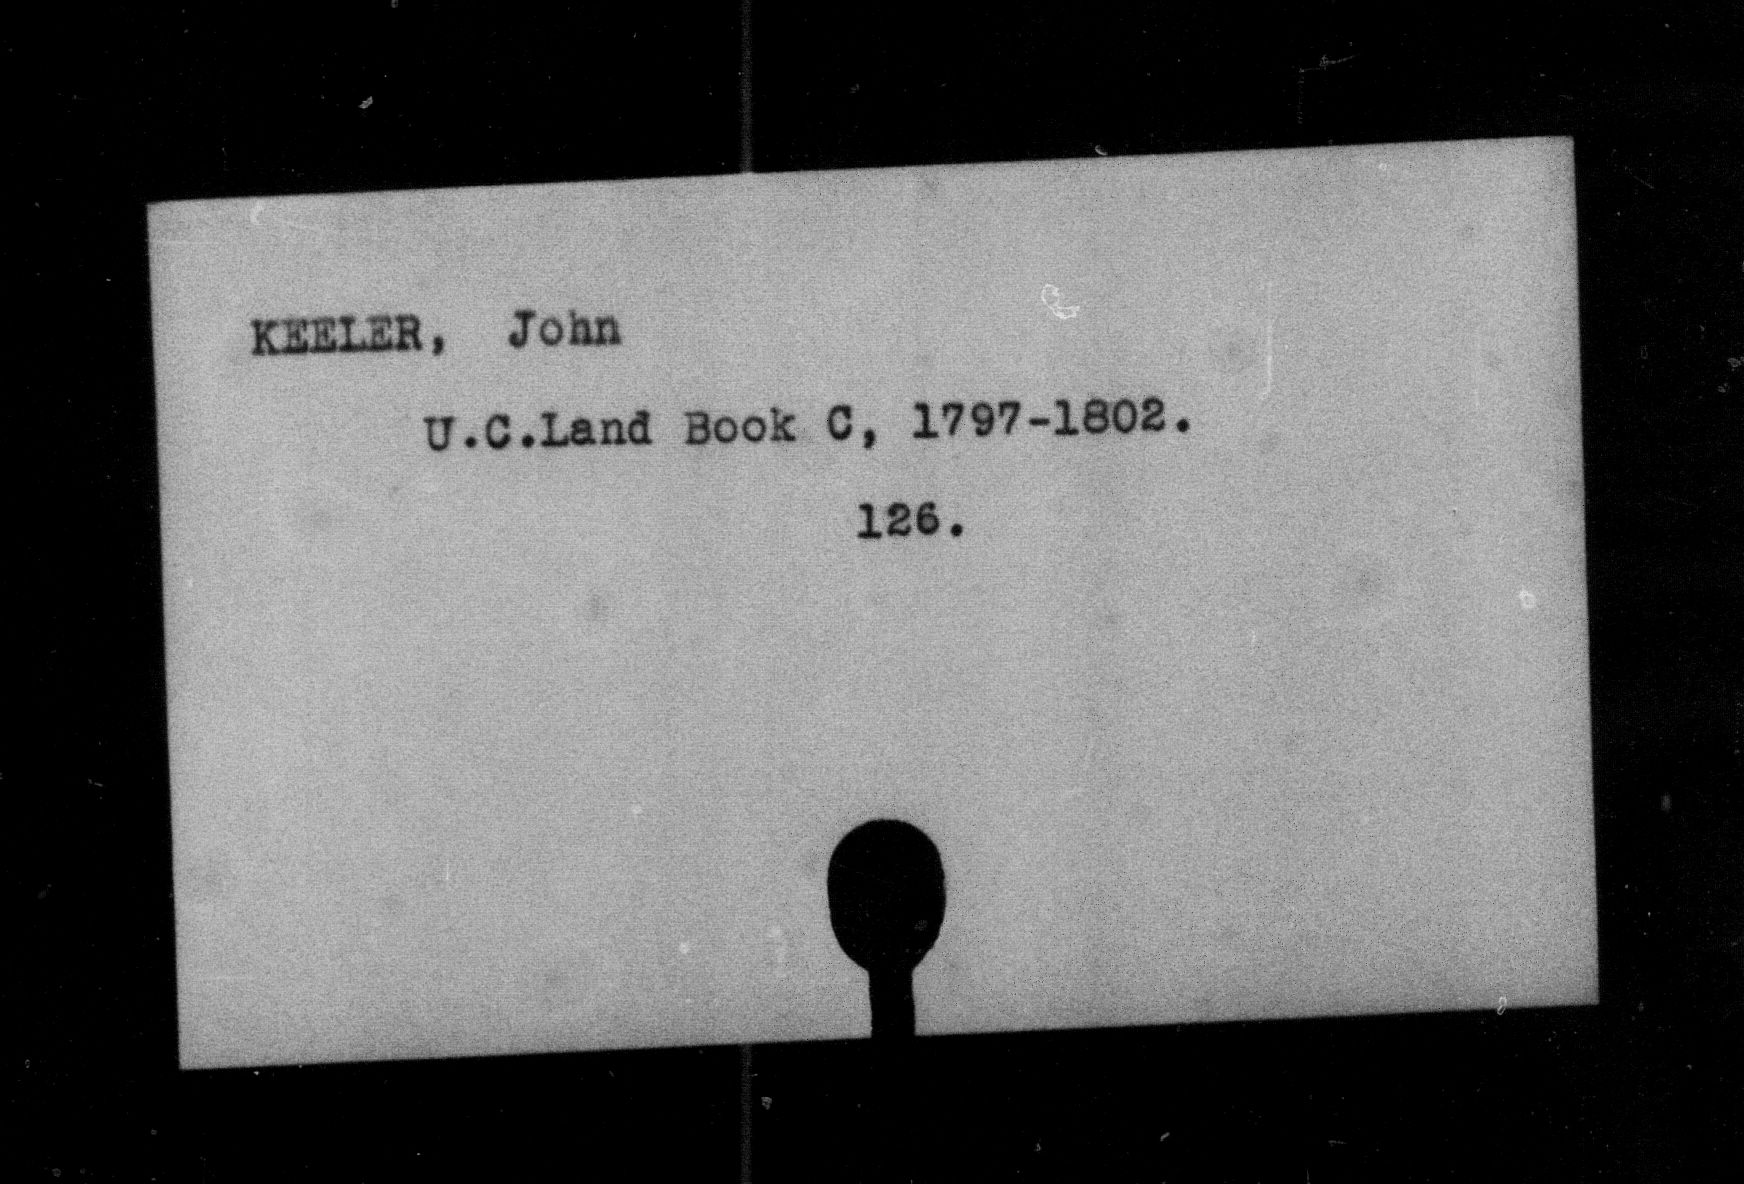 KEELER, John
U.C.Land Book C, 1797-1802.
126.